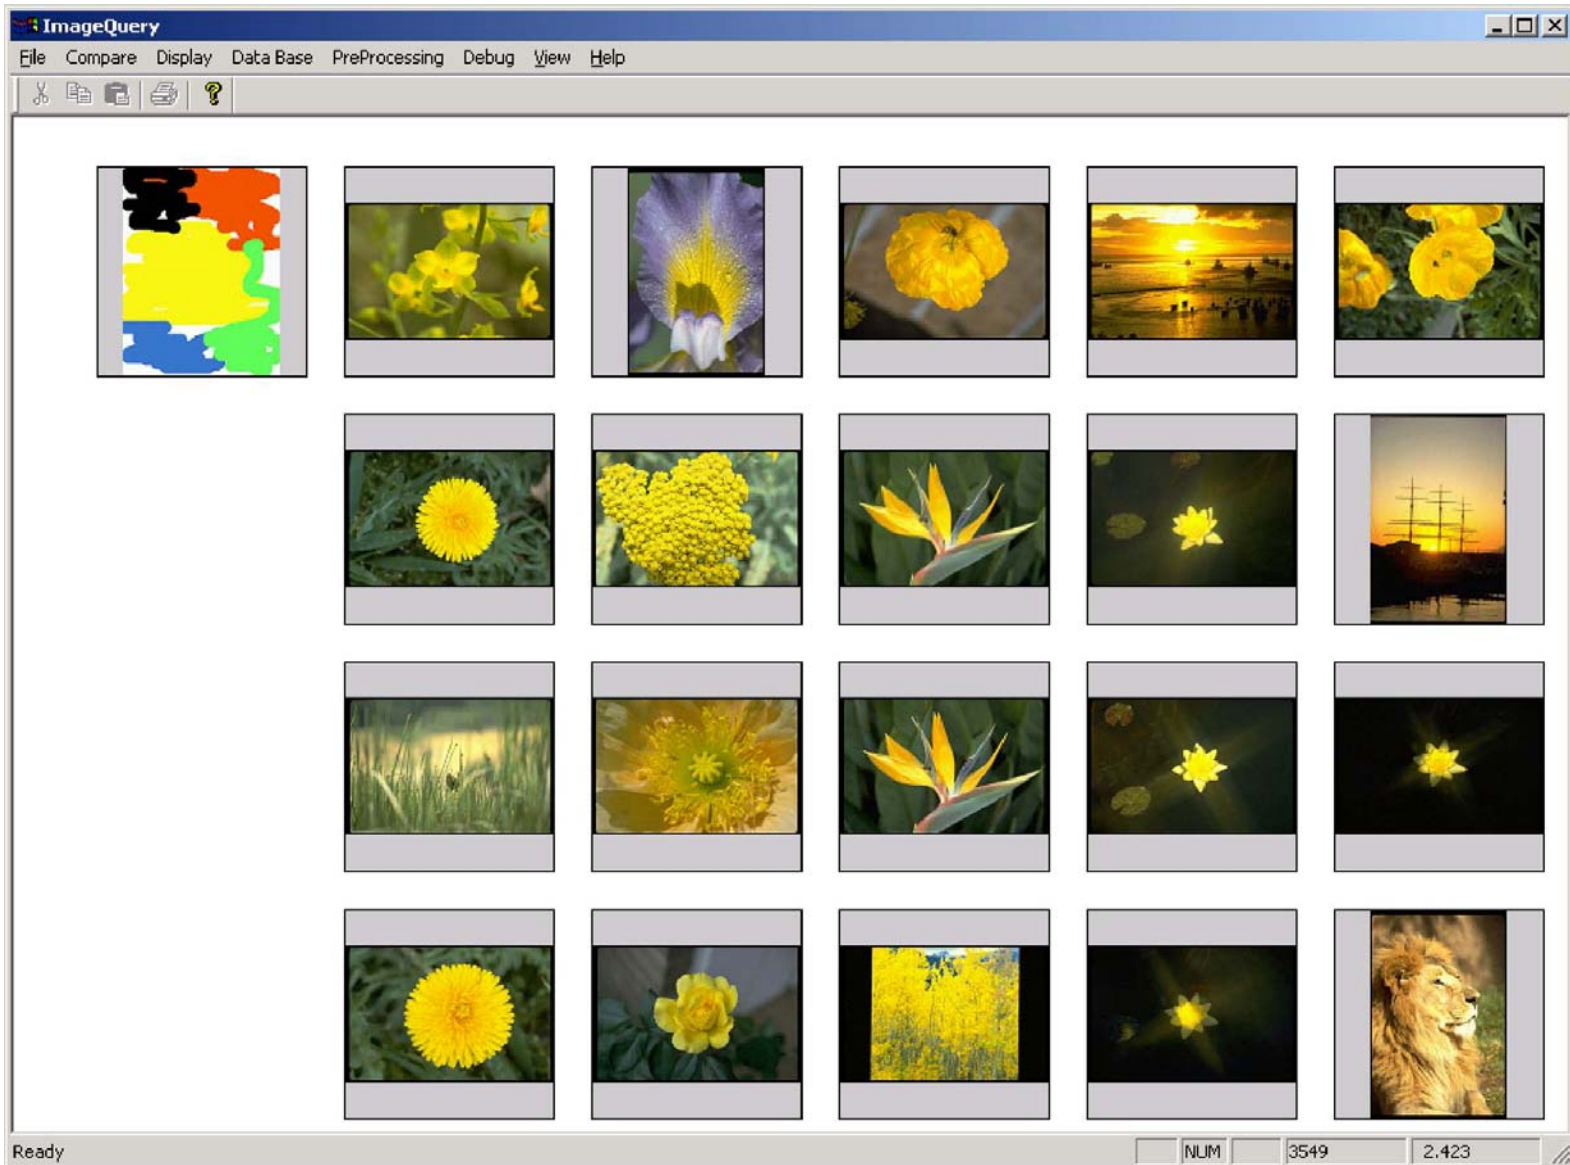 ImageQuery
File Compare Display Data Base PreProcessing Debug View Help
Ready NUM 3549 2.423